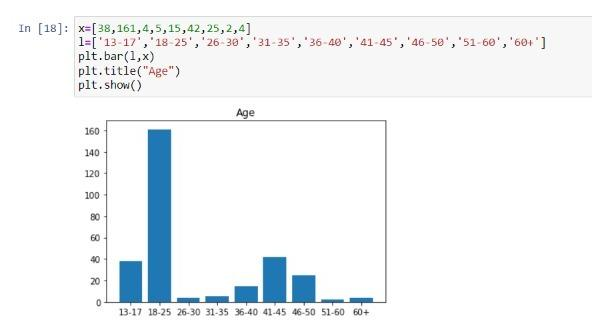 In [18]: x=[38,161,4,5,15,42,25,2,4]
l=['13-17','18-25','26-30','31-35','36-40','41-45','46-50','51-60','60+']
plt.bar(l,x)
plt.title("Age")
plt.show()
Age
160
140
120
100
80
60
40
20
0
13-17 18-25 26-30 31-35 36-40 41-45 46-50 51-60 60+